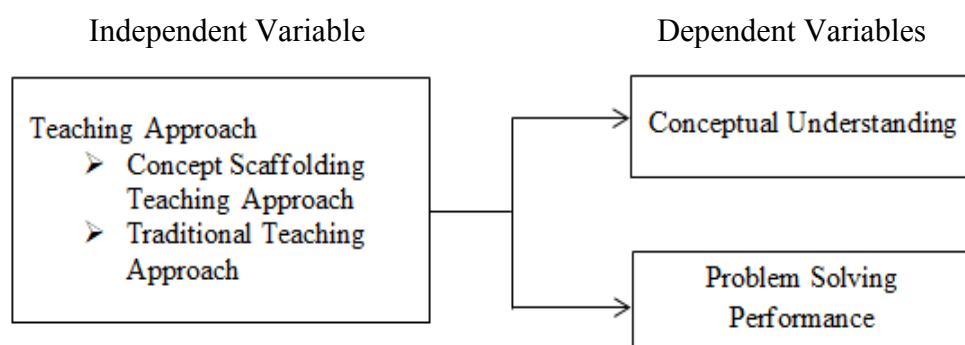 Independent Variable
Dependent Variables
Teaching Approach
➢ Concept Scaffolding
Teaching Approach
➢ Traditional Teaching
Approach
Conceptual Understanding
Problem Solving
Performance